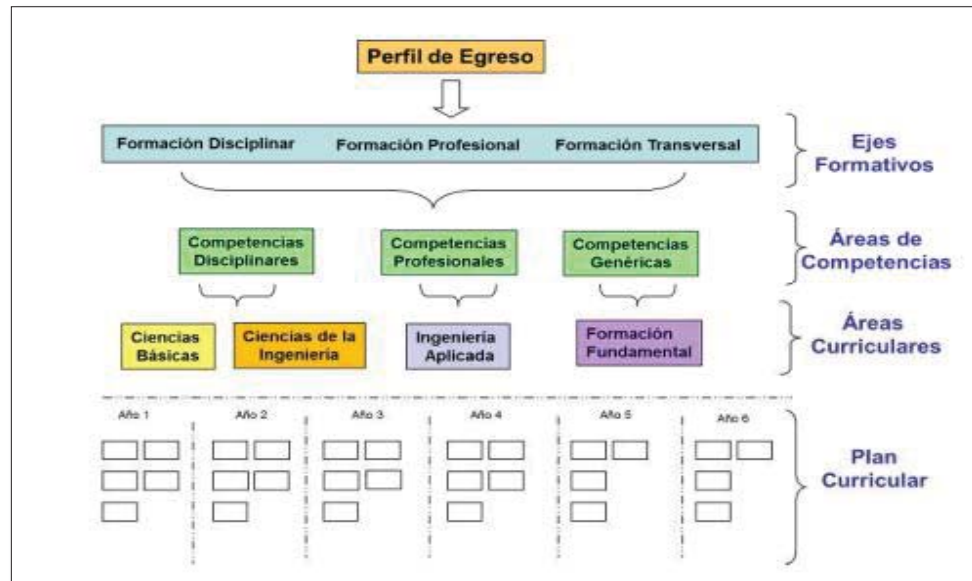 Perfil de Egreso
Formación Disciplinar Formación Profesional Formación Transversal
Ejes
Formativos
Competencias
Disciplinares
Competencias
Profesionales
Competencias
Genéricas
Áreas de
Competencias
Ciencias
Básicas
Ciencias de la
Ingeniería
Ingeniería
Aplicada
Formación
Fundamental
Áreas
Curriculares
Año 1 Año 2 Año 3 Año 4 Año 5 Año 6
Plan
Curricular